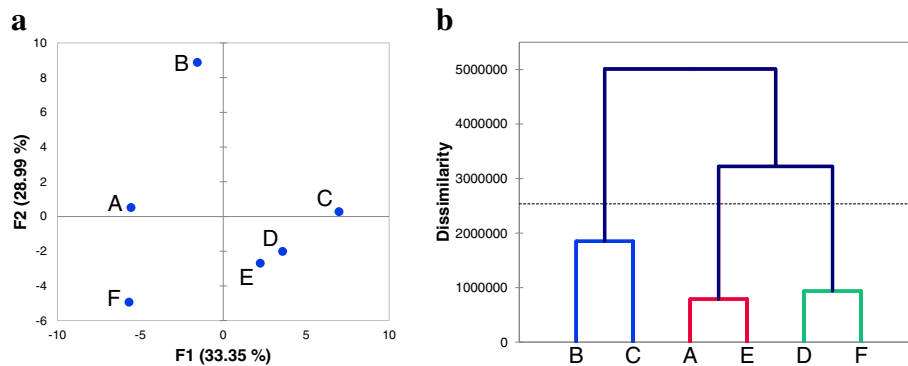 a
10
8
6
4
2
0
-2
-4
-6
-10
-5
0
5
10
F2 (28.99 %)
F1 (33.35 %)
B
A
C
D
E
F
b
5000000
4000000
3000000
2000000
1000000
0
Dissimilarity
B C A E D F